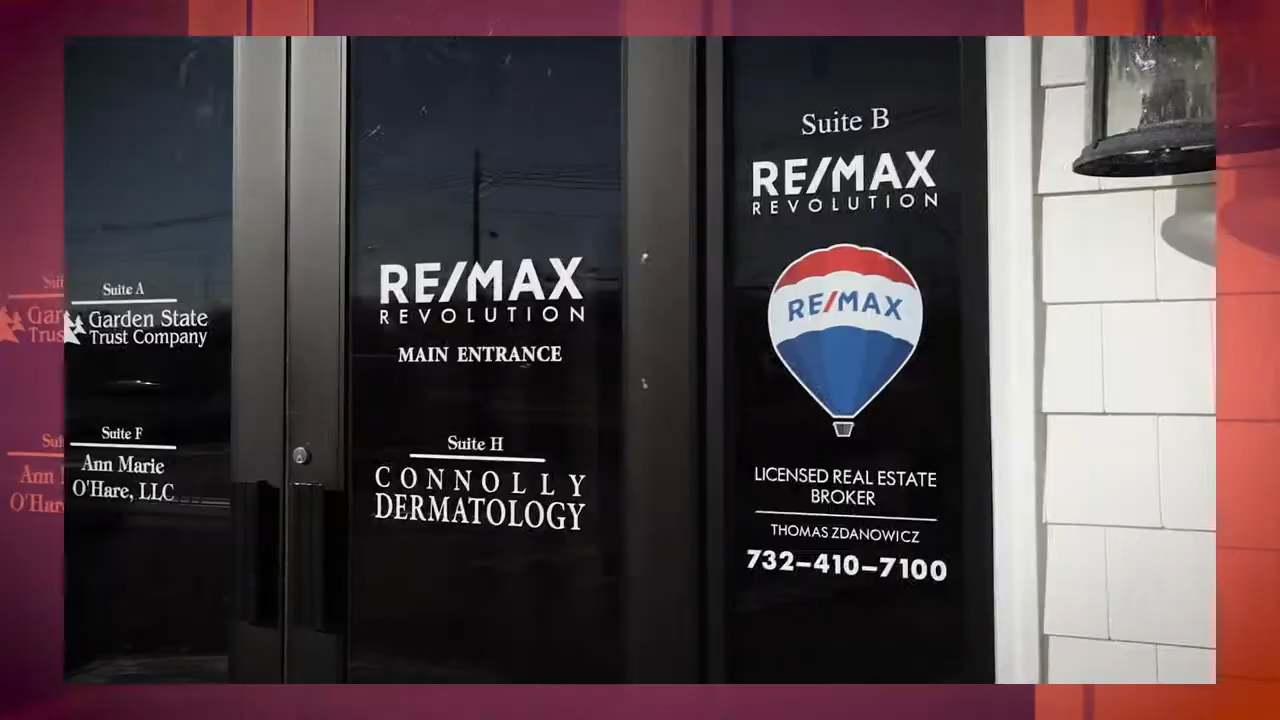 Suite A
Garden State
Trust Company
Suite F
Ann Marie
O'Hare, LLC
RE/MAX
REVOLUTION
MAIN ENTRANCE
Suite H
CONNOLLY
DERMATOLOGY
Suite B
RE/MAX
REVOLUTION
RE/MAX
LICENSED REAL ESTATE
BROKER
THOMAS ZDANOWICZ
732-410-7100